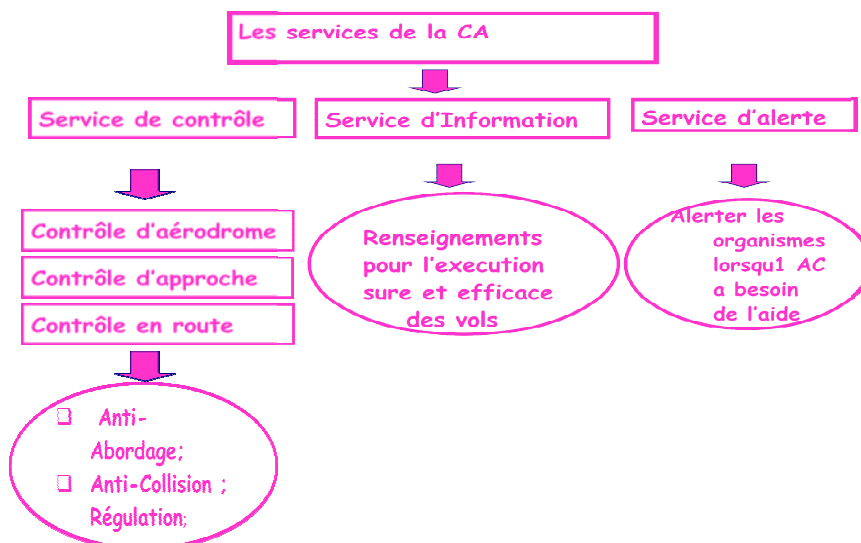 Les services de la CA
Service de contrôle
Service d'Information
Service d'alerte
Contrôle d'aérodrome
Contrôle d'approche
Contrôle en route
Renseignements
pour l'execution
sure et efficace
des vols
Alerter les
organismes
lorsqu1 AC
a besoin
de l'aide
❑ Anti-
Abordage;
❑ Anti-Collision ;
Régulation;